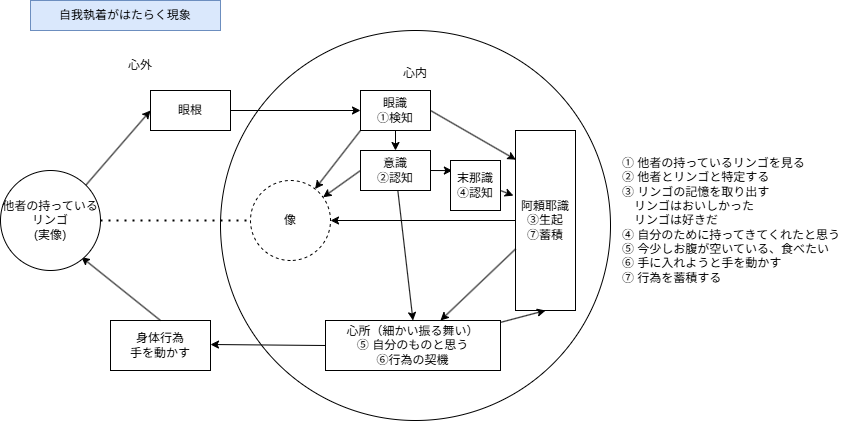 自我執着がはたらく現象
心外
心内
眼根
眼識
①検知
意識
②認知
末那識
④認知
阿頼耶識
③生起
⑦蓄積
他者の持っている
リンゴ
(実像)
像
心所（細かい振る舞い）
⑤ 自分のものと思う
⑥行為の契機
身体行為
手を動かす
① 他者の持っているリンゴを見る
② 他者とリンゴと特定する
③ リンゴの記憶を取り出す
リンゴはおいしかった
リンゴは好きだ
④ 自分のために持ってきてくれたと思う
⑤ 今少しお腹が空いている、食べたい
⑥ 手に入れようと手を動かす
⑦ 行為を蓄積する